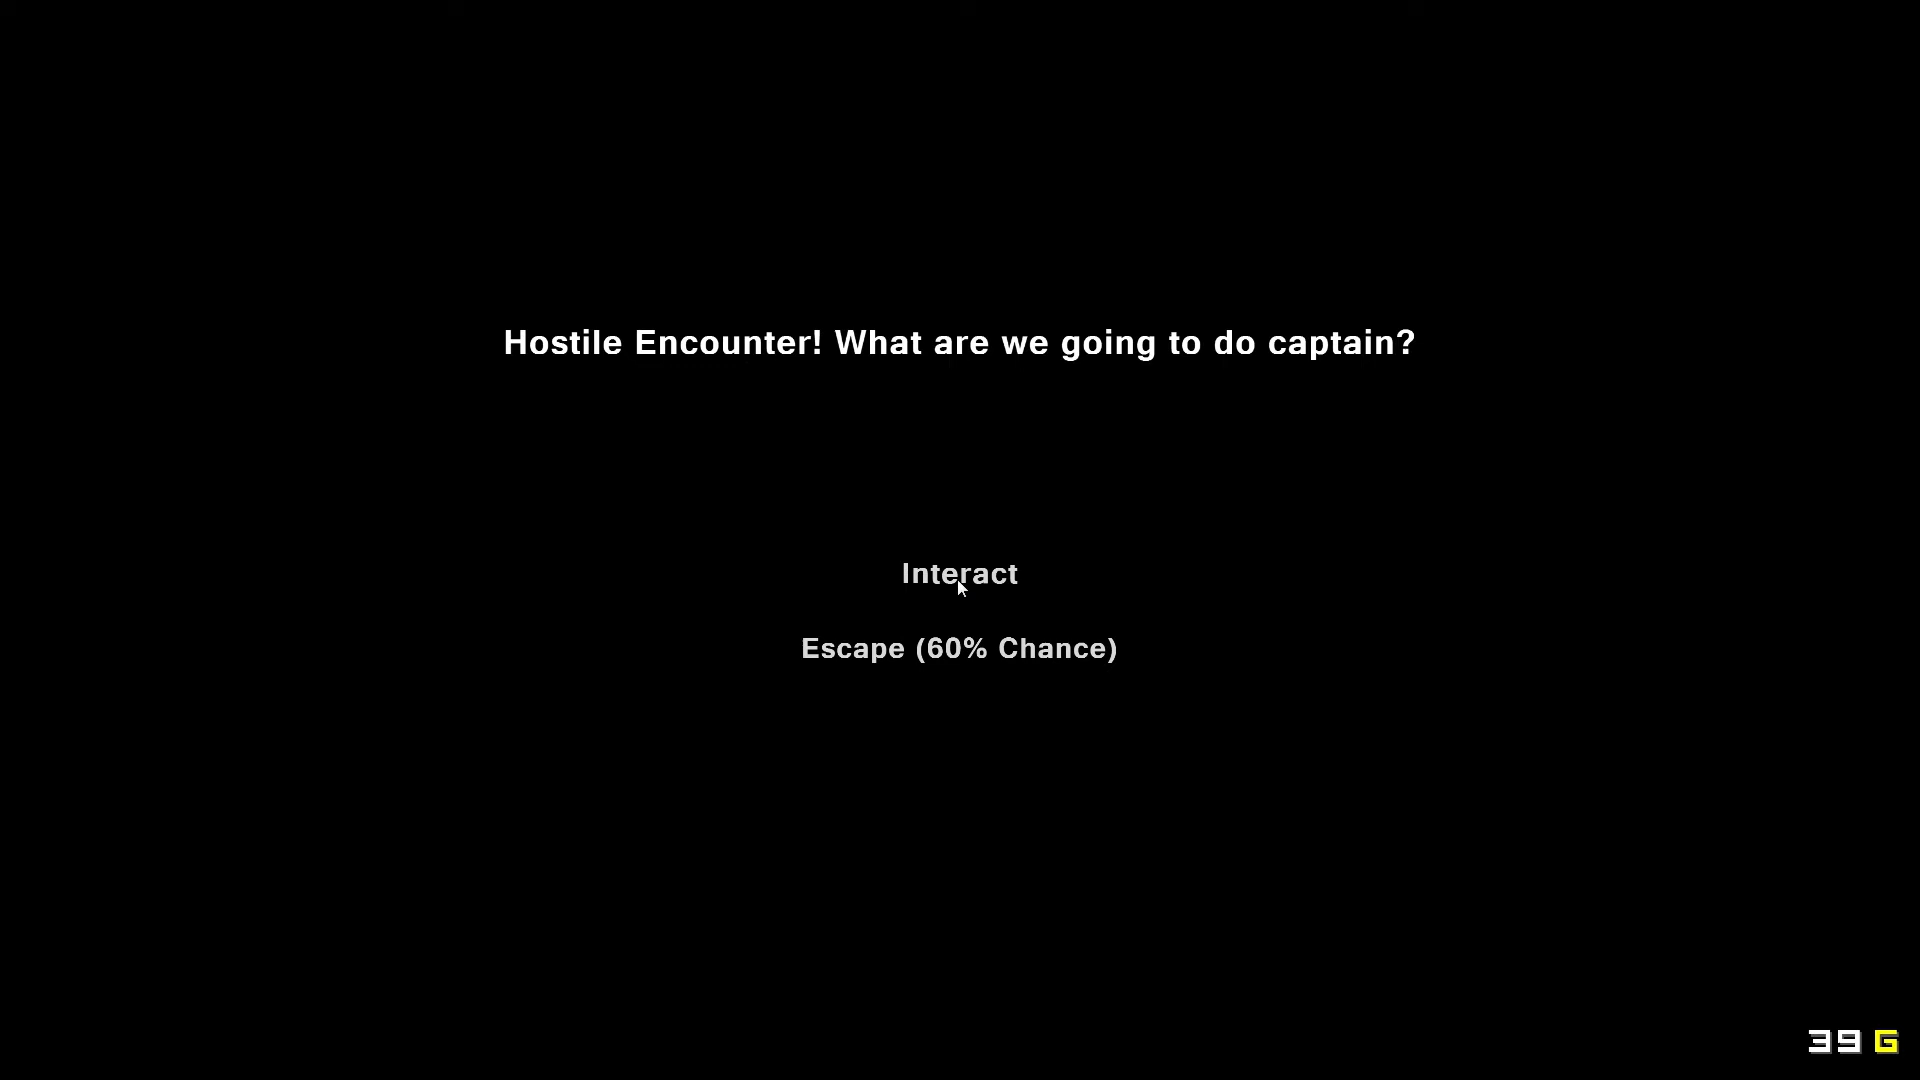 Hostile Encounter! What are we going to do captain?
Interact
Escape (60% Chance)
39 G